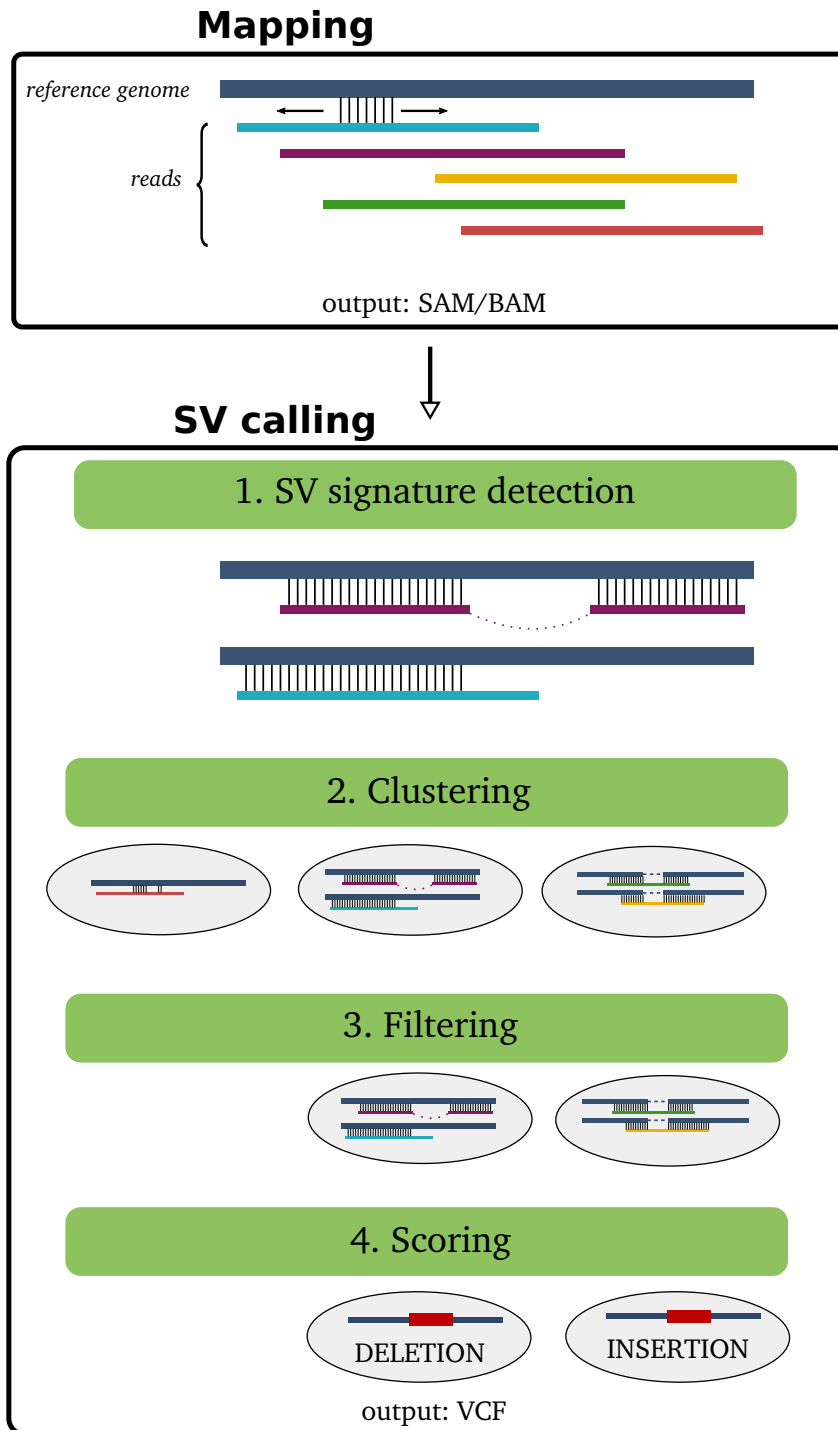 Mapping
reference genome
reads
output: SAM/BAM
SV calling
1. SV signature detection
2. Clustering
3. Filtering
4. Scoring
DELETION
INSERTION
output: VCF